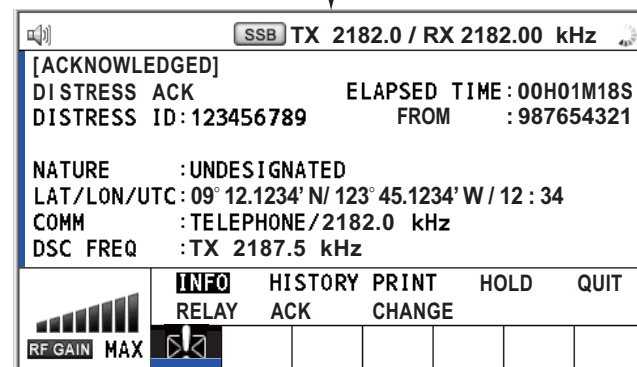 SSB TX 2182.0 / RX 2182.00 kHz
[ACKNOWLEDGED]
DISTRESS ACK ELAPSED TIME:00H01M18S
DISTRESS ID:123456789 FROM :987654321
NATURE :UNDESIGNATED
LAT/LON/UTC:09° 12.1234' N/ 123° 45.1234' W / 12 : 34
COMM :TELEPHONE/2182.0 kHz
DSC FREQ :TX 2187.5 kHz
INFO HISTORY PRINT HOLD QUIT
RELAY ACK CHANGE
RF GAIN MAX